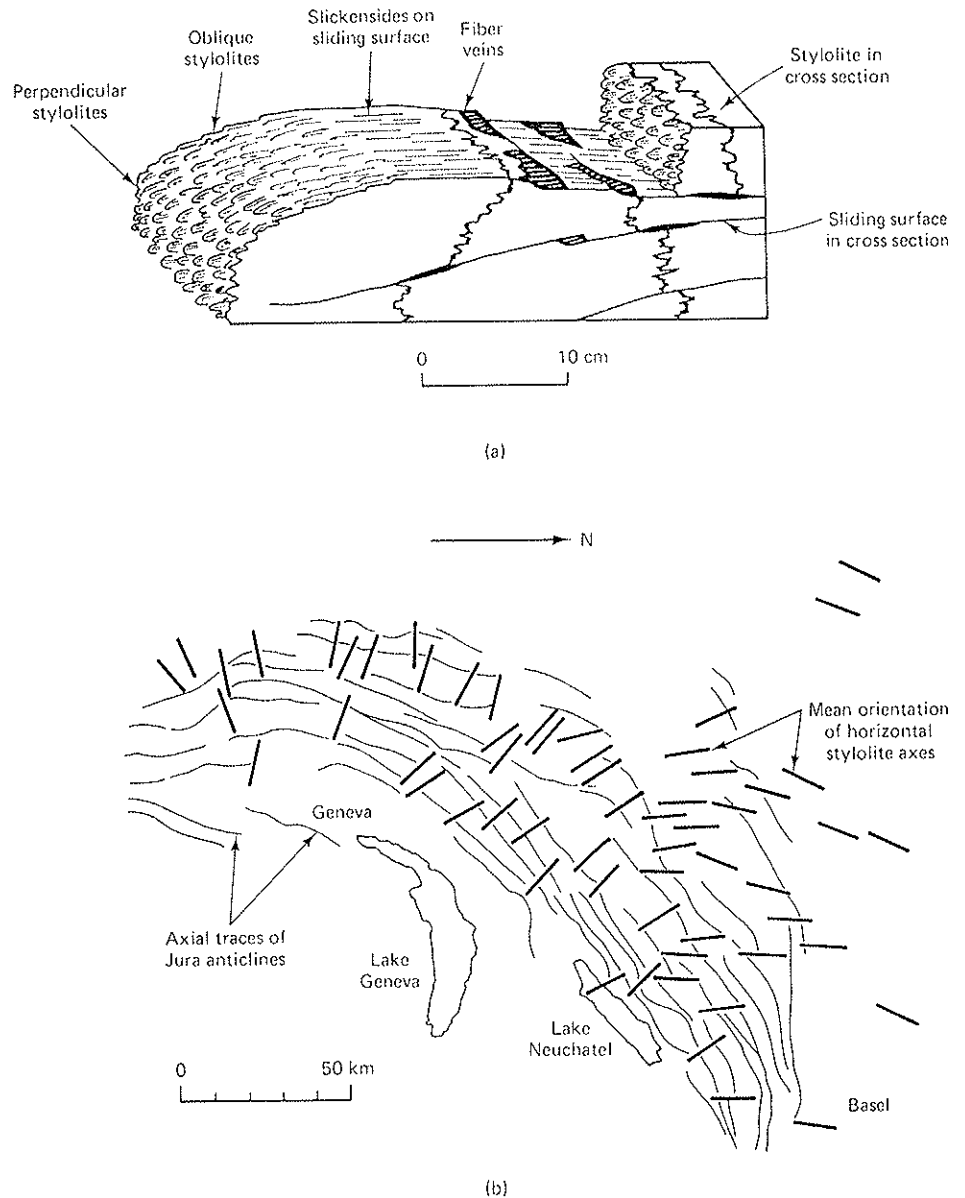 Slickensides on
sliding surface
Fiber
veins
Oblique
stylolites
Stylolite in
cross section
Perpendicular
stylolites
Sliding surface
in cross section
0
10 cm
(a)
N
Mean orientation
of horizontal
stylolite axes
Geneva
Axial traces of
Jura anticlines
Lake
Geneva
Lake
Neuchatel
0
50 km
Basel
(b)